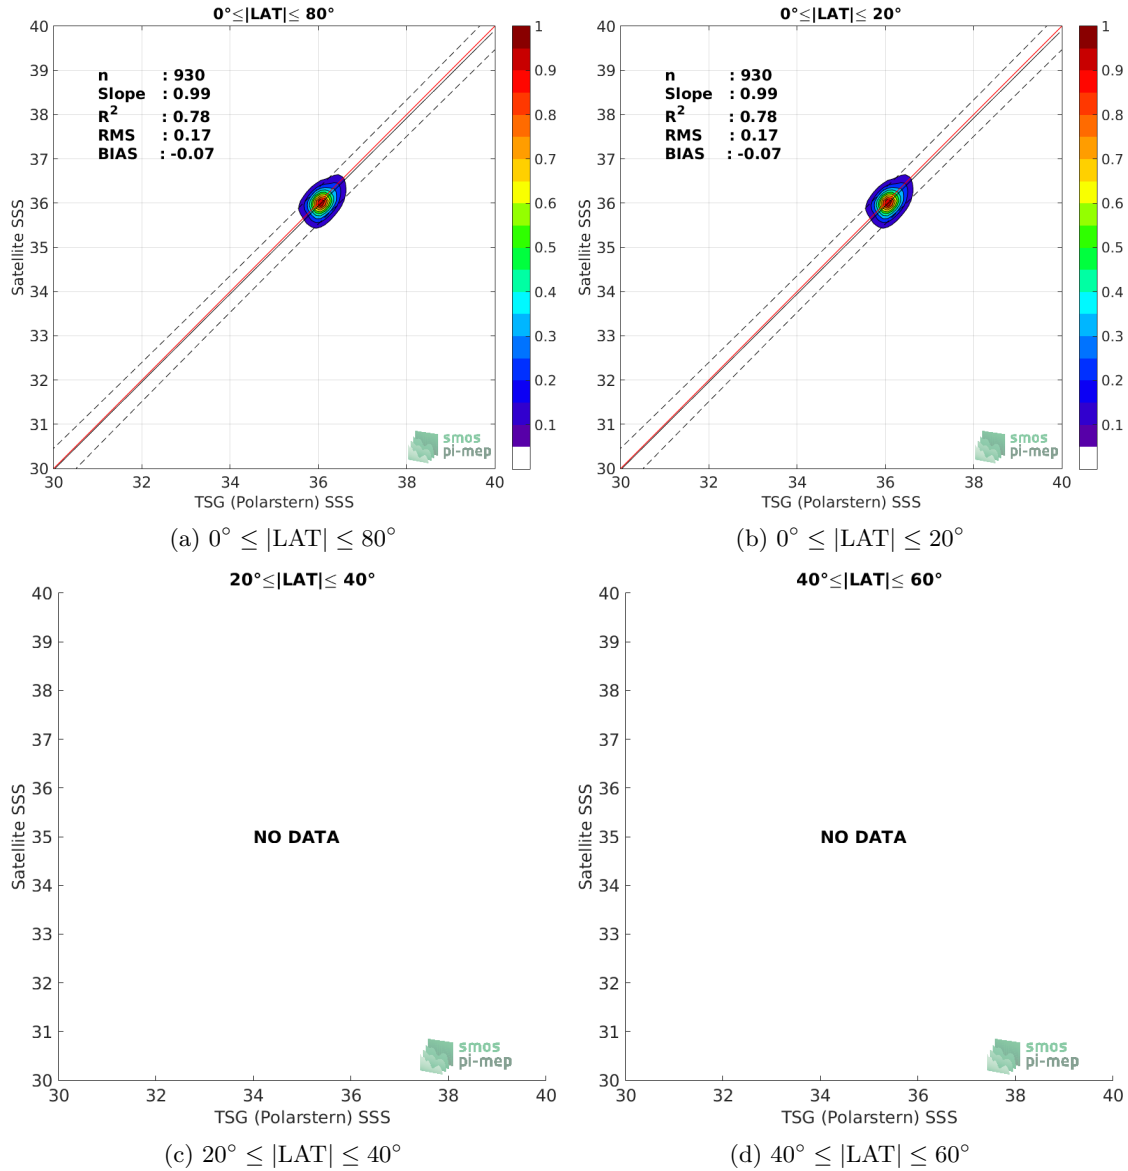 0°≤|LAT|≤ 80°
40
39
38
37
36
35
34
33
32
31
30
Satellite SSS
n : 930
Slope : 0.99
R² : 0.78
RMS : 0.17
BIAS : -0.07
smos
pi-mep
30 32 34 36 38 40
TSG (Polarstern) SSS
1
0.9
0.8
0.7
0.6
0.5
0.4
0.3
0.2
0.1
(a) 0° ≤ |LAT| ≤ 80°
0°≤|LAT|≤ 20°
40
39
38
37
36
35
34
33
32
31
30
Satellite SSS
n : 930
Slope : 0.99
R² : 0.78
RMS : 0.17
BIAS : -0.07
smos
pi-mep
30 32 34 36 38 40
TSG (Polarstern) SSS
1
0.9
0.8
0.7
0.6
0.5
0.4
0.3
0.2
0.1
(b) 0° ≤ |LAT| ≤ 20°
20°≤|LAT|≤ 40°
40
39
38
37
36
35
34
33
32
31
30
Satellite SSS
NO DATA
smos
pi-mep
30 32 34 36 38 40
TSG (Polarstern) SSS
(c) 20° ≤ |LAT| ≤ 40°
40°≤|LAT|≤ 60°
40
39
38
37
36
35
34
33
32
31
30
Satellite SSS
NO DATA
smos
pi-mep
30 32 34 36 38 40
TSG (Polarstern) SSS
(d) 40° ≤ |LAT| ≤ 60°